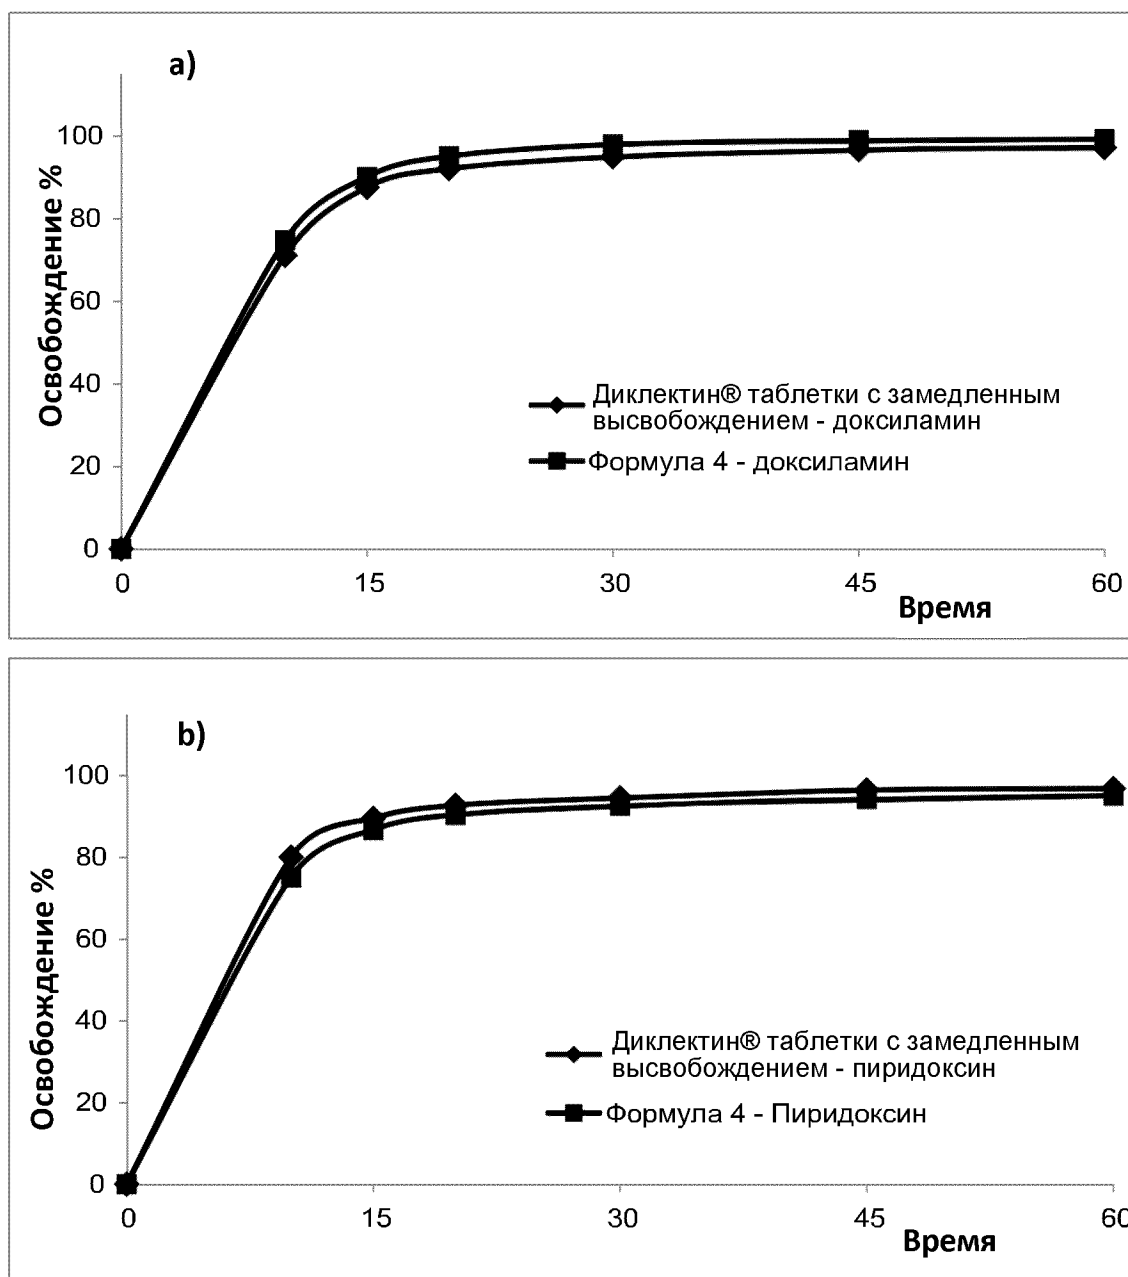 a)
Освобождение %
100
80
60
40
20
0
Диклектин® таблетки с замедленным
высвобождением - доксиламин
Формула 4 - доксиламин
0 15 30 45 60
Время
b)
Освобождение %
100
80
60
40
20
0
Диклектин® таблетки с замедленным
высвобождением - пиридоксин
Формула 4 - Пиридоксин
0 15 30 45 60
Время